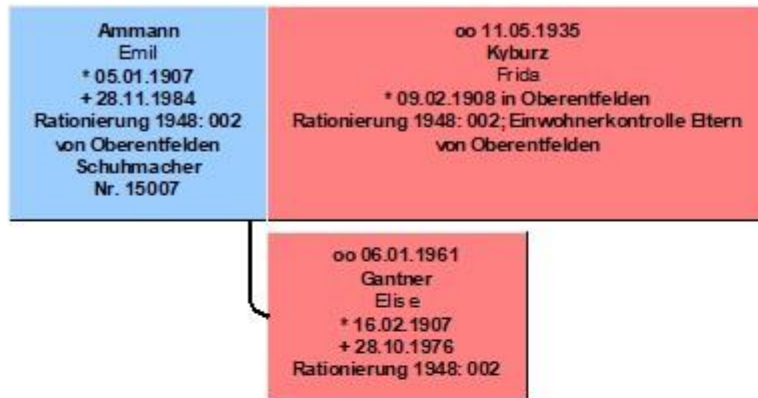 Ammann
Emil
* 05.01.1907
+ 28.11.1984
Rationierung 1948: 002
von Oberentfelden
Schuhmacher
Nr. 15007
oo 11.05.1935
Kyburz
Frida
* 09.02.1908 in Oberentfelden
Rationierung 1948: 002; Einwohnerkontrolle Eltern
von Oberentfelden
oo 06.01.1961
Gantner
Elise
* 16.02.1907
+ 28.10.1976
Rationierung 1948: 002